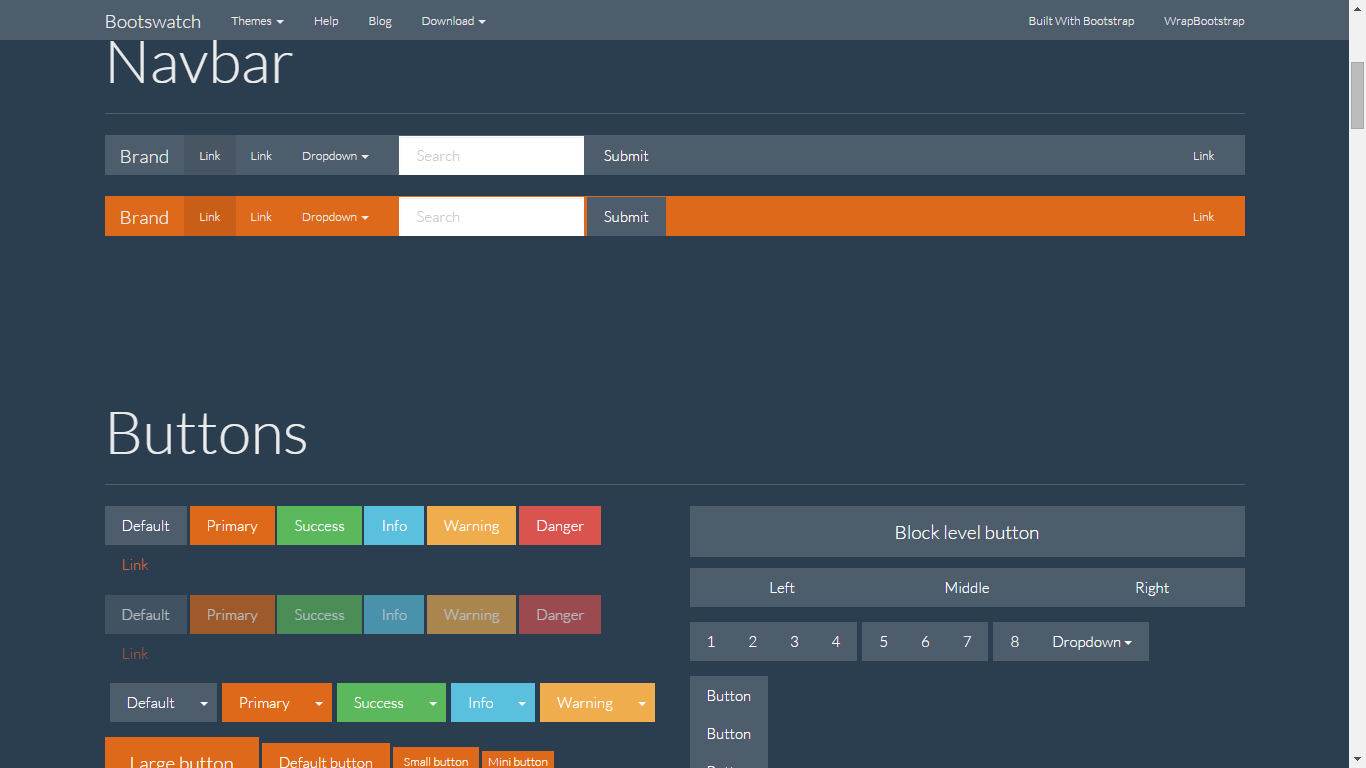 Bootswatch Themes Help Blog Download Built With Bootstrap WrapBootstrap
Navbar
Brand Link Link Dropdown Search Submit Link
Brand Link Link Dropdown Search Submit Link
Buttons
Default Primary Success Info Warning Danger
Link
Default Primary Success Info Warning Danger
Link
Default Primary Success Info Warning
Large button Default button Small button Mini button
Block level button
Left Middle Right
1 2 3 4 5 6 7 8 Dropdown
Button
Button